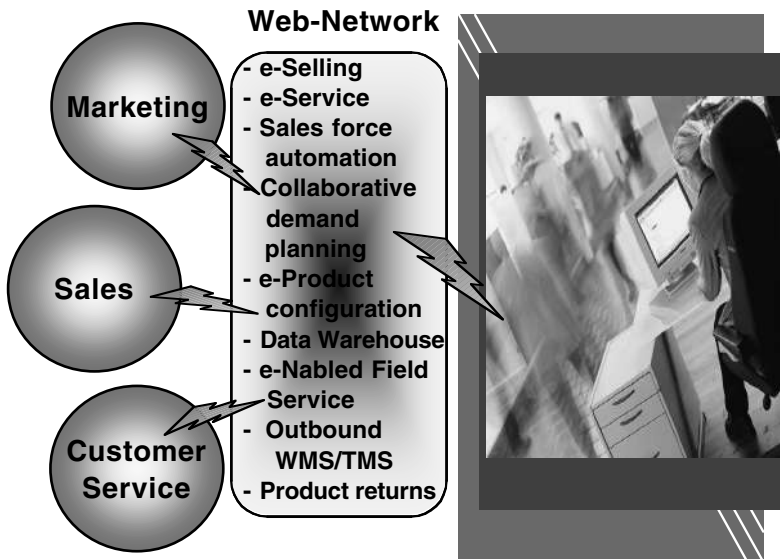 Web-Network
Marketing
Sales
Customer
Service
- e-Selling
- e-Service
- Sales force
automation
- Collaborative
demand
planning
- e-Product
configuration
- Data Warehouse
- e-Nabled Field
Service
- Outbound
WMS/TMS
- Product returns